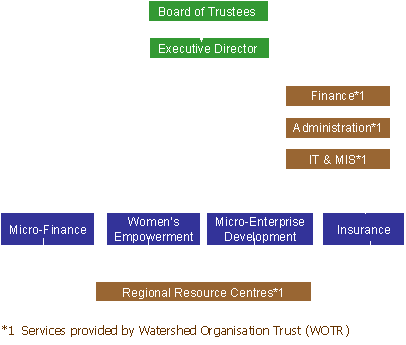 Board of Trustees
Executive Director
Finance*1
Administration*1
IT & MIS*1
Micro-Finance
Women's
Empowerment
Micro-Enterprise
Development
Insurance
Regional Resource Centres*1
*1 Services provided by Watershed Organisation Trust (WOTR)